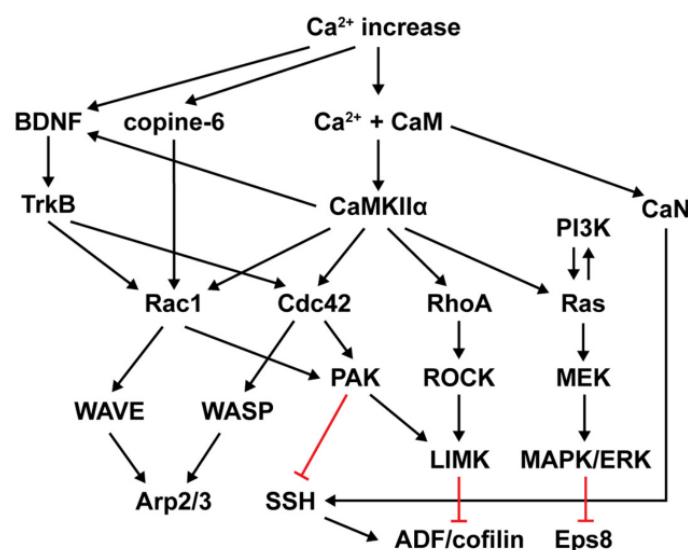 Ca²⁺ increase
BDNF copine-6 Ca²⁺ + CaM
TrkB CaMKIIα CaN
PI3K
Rac1 Cdc42 RhoA Ras
PAK ROCK MEK
WAVE WASP
LIMK MAPK/ERK
Arp2/3 SSH
ADF/cofilin Eps8